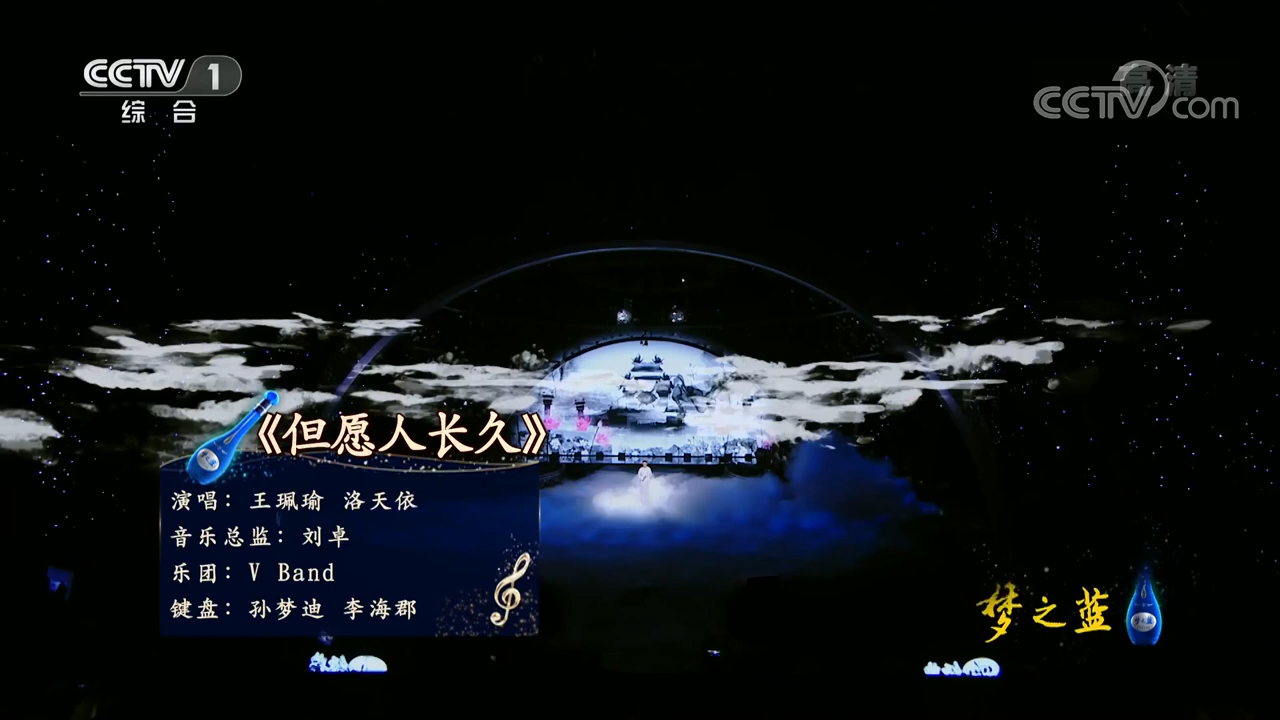 CCTV 1
综合
高清
CCTV com
《但愿人长久》
演唱：王珮瑜 洛天依
音乐总监：刘卓
乐团：V Band
键盘：孙梦迪 李海郡
梦之蓝